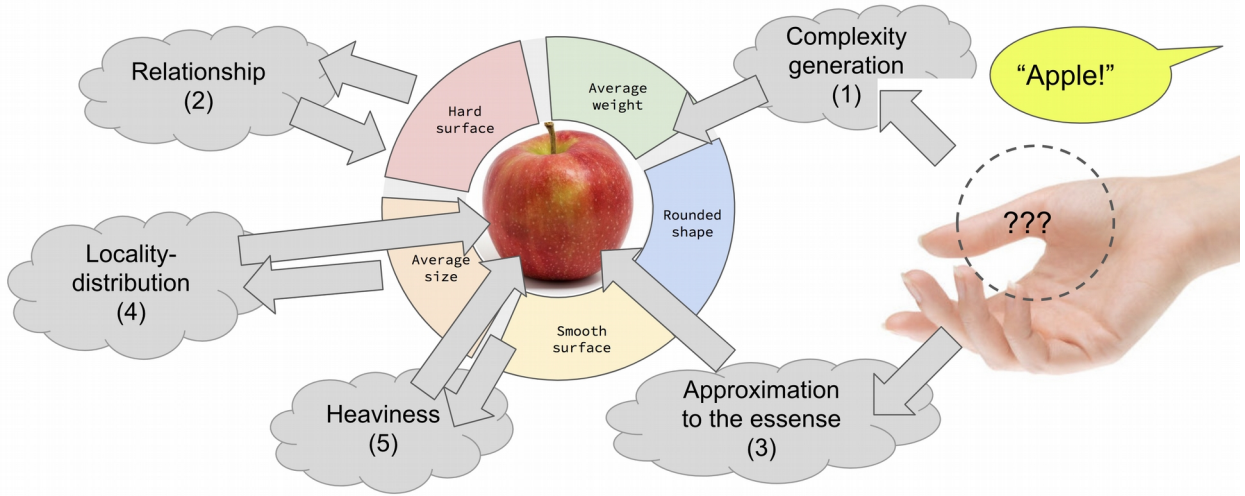 Relationship
(2)
Hard
surface
Average
weight
Complexity
generation
(1)
“Apple!”
Rounded
shape
???
Locality-
distribution
(4)
Average
size
Smooth
surface
Heaviness
(5)
Approximation
to the essense
(3)